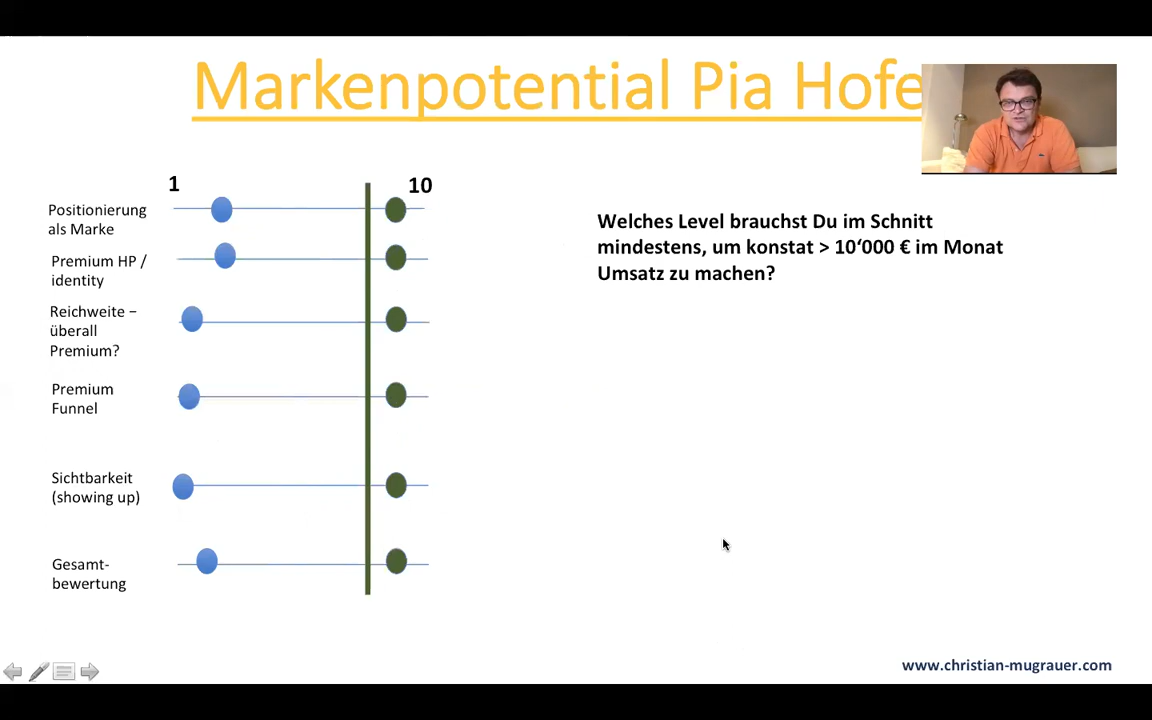 Markenpotential Pia Hofe
1
10
Positionierung
als Marke
Premium HP /
identity
Reichweite –
überall
Premium?
Premium
Funnel
Sichtbarkeit
(showing up)
Gesamt-
bewertung
Welches Level brauchst Du im Schnitt
mindestens, um konstat > 10‘000 € im Monat
Umsatz zu machen?
www.christian-mugrauer.com